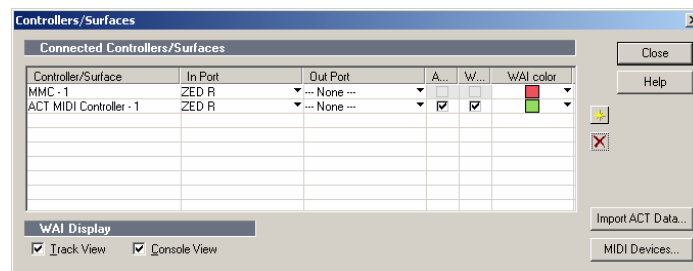 Controllers/Surfaces
Connected Controllers/Surfaces
Close
Help
Controller/Surface In Port Out Port A... W... WAI color
MMC - 1 ZED R --- None ---
ACT MIDI Controller - 1 ZED R --- None ---
WAI Display
Track View Console View
Import ACT Data...
MIDI Devices...